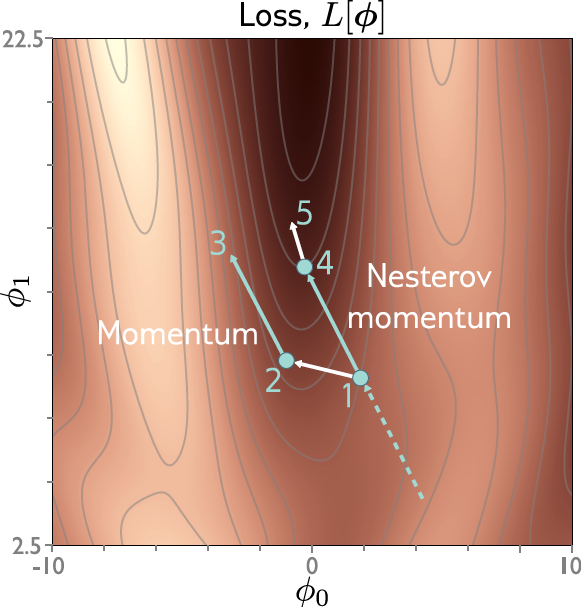 Loss, L[ϕ]
22.5
5
3
4
Nesterov
momentum
ϕ₁
Momentum
2
1
2.5
-10
0
10
ϕ₀